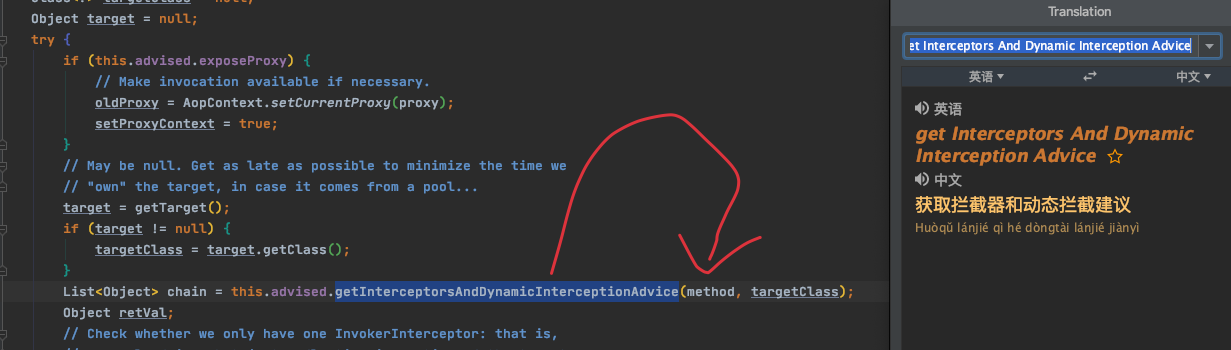 Object target = null;
try {
if (this.advised.exposeProxy) {
// Make invocation available if necessary.
oldProxy = AopContext.setCurrentProxy(proxy);
setProxyContext = true;
}
// May be null. Get as late as possible to minimize the time we
// "own" the target, in case it comes from a pool...
target = getTarget();
if (target != null) {
targetClass = target.getClass();
}
List<Object> chain = this.advised.getInterceptorsAndDynamicInterceptionAdvice(method, targetClass);
Object retVal;
// Check whether we only have one InvokerInterceptor: that is,
Translation
et Interceptors And Dynamic Interception Advice
英语
中文
英语
get Interceptors And Dynamic
Interception Advice
中文
获取拦截器和动态拦截建议
Huòqǔ lánjié qì hé dòngtài lánjié jiànyì